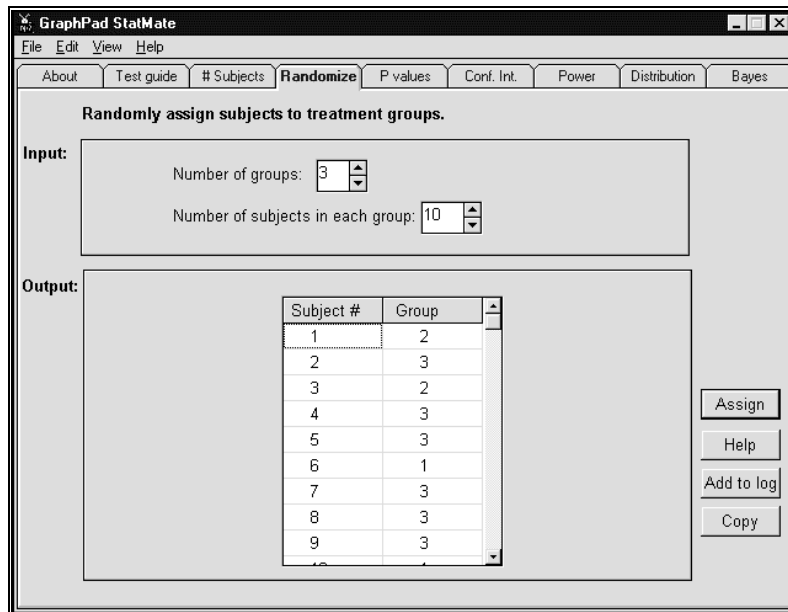 GraphPad StatMate
File Edit View Help
About Test guide # Subjects Randomize P values Conf. Int. Power Distribution Bayes
Randomly assign subjects to treatment groups.
Input:
Number of groups: 3
Number of subjects in each group: 10
Output:
Subject # Group
1 2
2 3
3 2
4 3
5 3
6 1
7 3
8 3
9 3
Assign
Help
Add to log
Copy